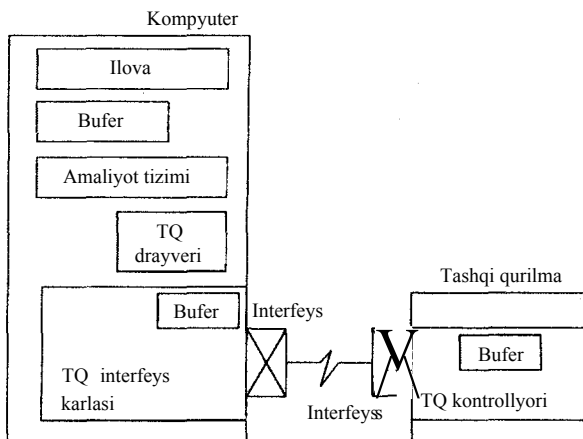 Kompyuter
Ilova
Bufer
Amaliyot tizimi
TQ
drayveri
Tashqi qurilma
Bufer
Interfeys
Bufer
TQ interfeys
karlasi
Interfeyss
TQ kontrollyori